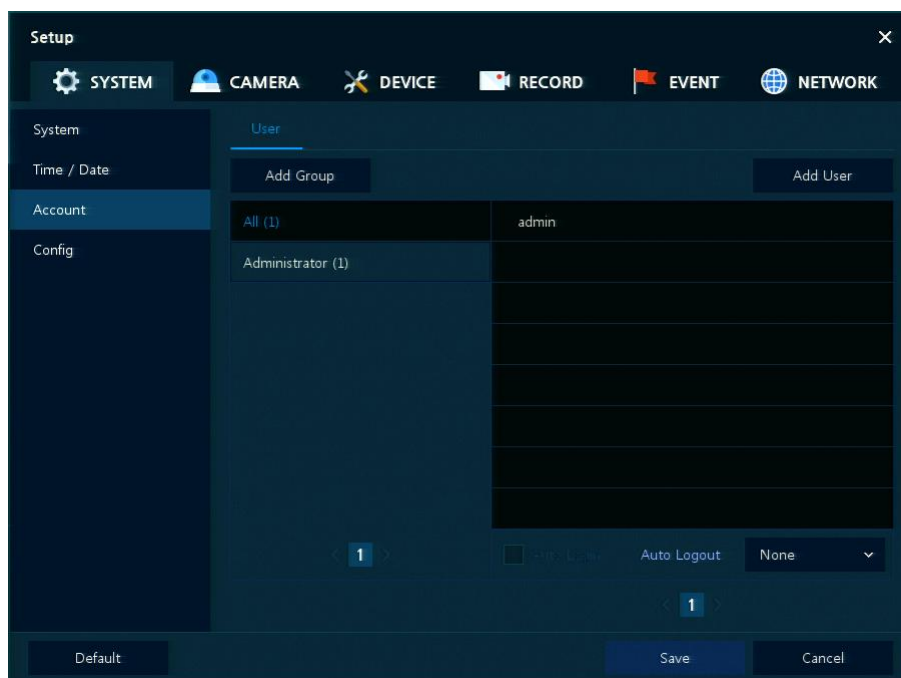 Setup
SYSTEM CAMERA DEVICE RECORD EVENT NETWORK
System
Time / Date
Account
Config
User
Add Group Add User
All (1)
Administrator (1)
admin
1
Auto Logout None
1
Default Save Cancel